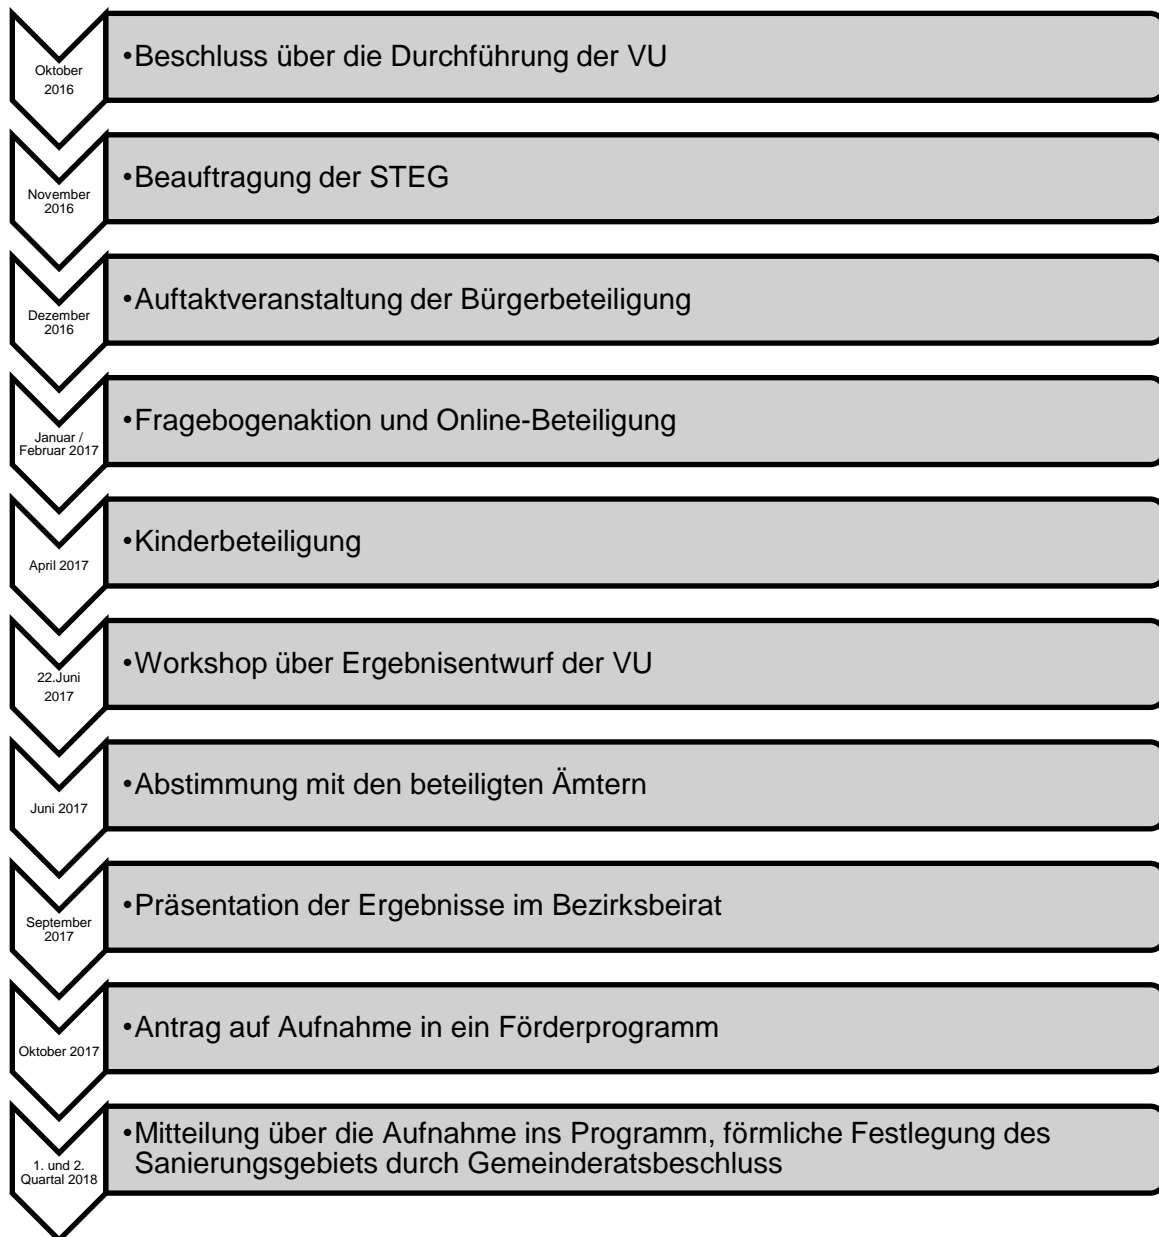 Oktober
2016
•Beschluss über die Durchführung der VU
November
2016
•Beauftragung der STEG
Dezember
2016
•Auftaktveranstaltung der Bürgerbeteiligung
Januar /
Februar 2017
•Fragebogenaktion und Online-Beteiligung
April 2017
•Kinderbeteiligung
22.Juni
2017
•Workshop über Ergebnisentwurf der VU
Juni 2017
•Abstimmung mit den beteiligten Ämtern
September
2017
•Präsentation der Ergebnisse im Bezirksbeirat
Oktober 2017
•Antrag auf Aufnahme in ein Förderprogramm
1. und 2.
Quartal 2018
•Mitteilung über die Aufnahme ins Programm, förmliche Festlegung des
Sanierungsgebiets durch Gemeinderatsbeschluss